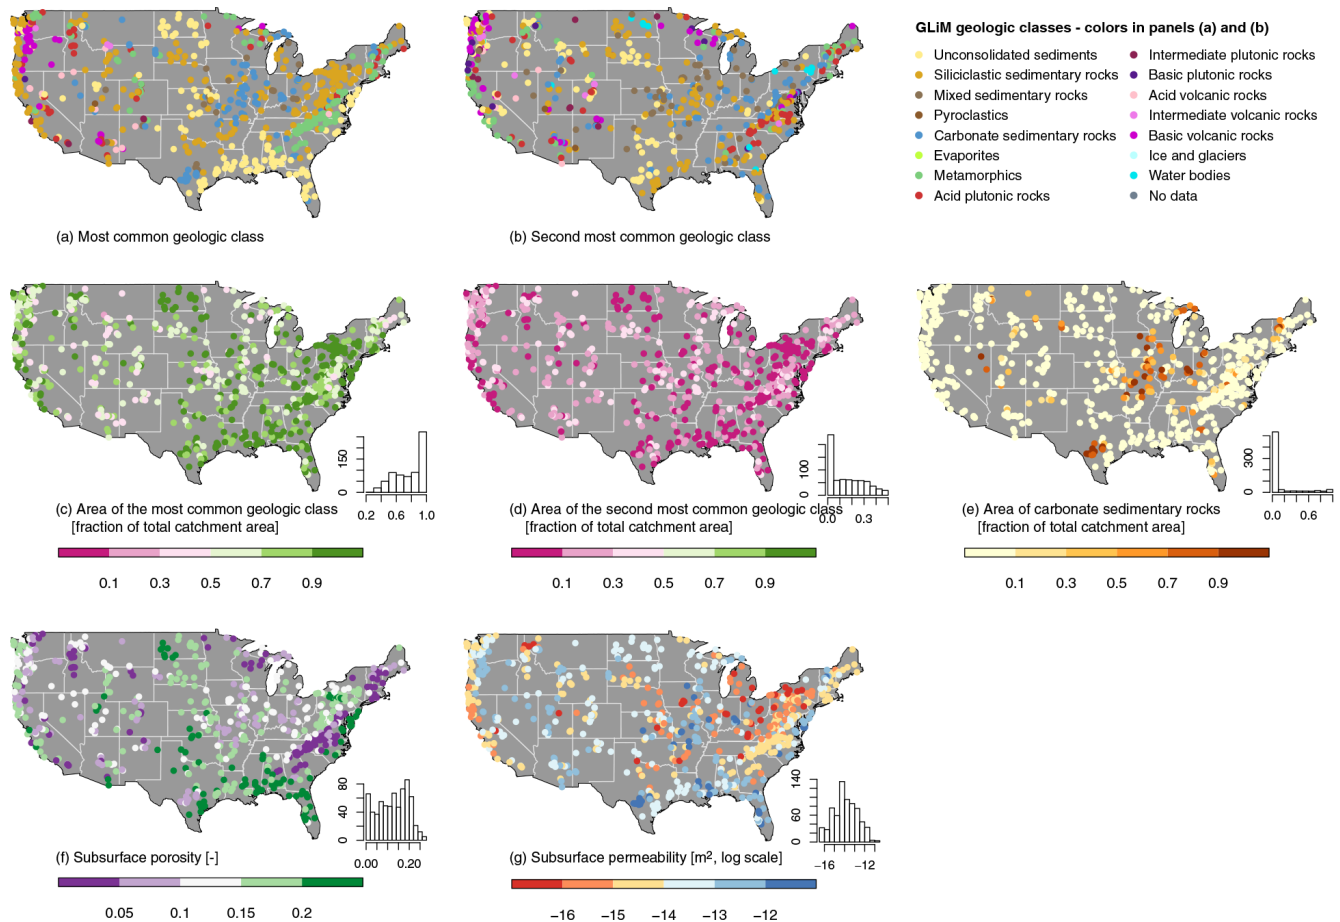 GLiM geologic classes - colors in panels (a) and (b)
Unconsolidated sediments
Siliciclastic sedimentary rocks
Mixed sedimentary rocks
Pyroclastics
Carbonate sedimentary rocks
Evaporites
Metamorphics
Acid plutonic rocks
Intermediate plutonic rocks
Basic plutonic rocks
Acid volcanic rocks
Intermediate volcanic rocks
Basic volcanic rocks
Ice and glaciers
Water bodies
No data
(a) Most common geologic class
(b) Second most common geologic class
0 150
0.2 0.6 1.0
(c) Area of the most common geologic class
[fraction of total catchment area]
0.1 0.3 0.5 0.7 0.9
0 100
0.0 0.3
(d) Area of the second most common geologic class
[fraction of total catchment area]
0.1 0.3 0.5 0.7 0.9
0 300
0.0 0.6
(e) Area of carbonate sedimentary rocks
[fraction of total catchment area]
0.1 0.3 0.5 0.7 0.9
0 40 80
0.00 0.20
(f) Subsurface porosity [-]
0.05 0.1 0.15 0.2
0 60 140
−16 −12
(g) Subsurface permeability [m², log scale]
−16 −15 −14 −13 −12